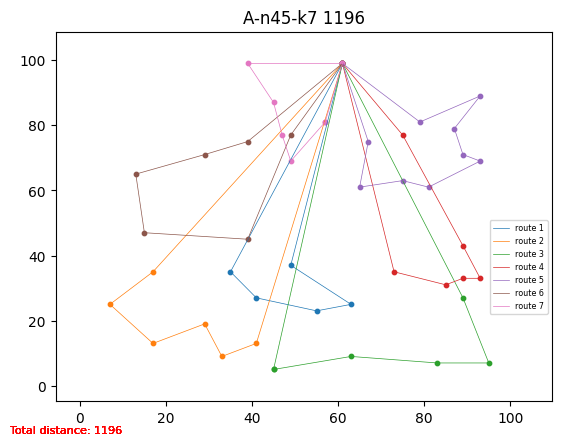 A-n45-k7 1196
100
80
60
40
20
0
route 1
route 2
route 3
route 4
route 5
route 6
route 7
0 20 40 60 80 100
Total distance: 1196